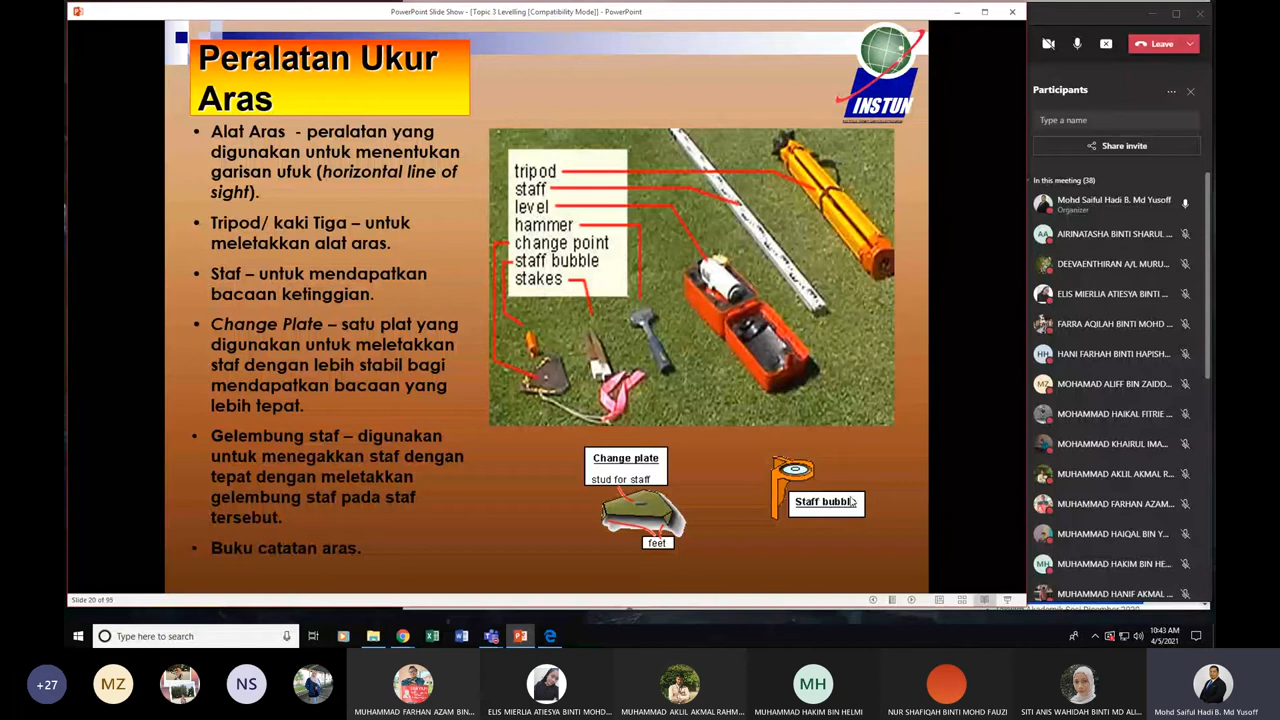 PowerPoint Slide Show - [Topic 3 Levelling [Compatibility Mode]] - PowerPoint
Peralatan Ukur
Aras
INSTUN
• Alat Aras - peralatan yang
digunakan untuk menentukan
garisan ufuk (horizontal line of
sight).
• Tripod/ kaki Tiga – untuk
meletakkan alat aras.
• Staf – untuk mendapatkan
bacaan ketinggian.
• Change Plate – satu plat yang
digunakan untuk meletakkan
staf dengan lebih stabil bagi
mendapatkan bacaan yang
lebih tepat.
• Gelembung staf – digunakan
untuk menegakkan staf dengan
tepat dengan meletakkan
gelembung staf pada staf
tersebut.
• Buku catatan aras.
tripod
staff
level
hammer
change point
staff bubble
stakes
Change plate
stud for staff
feet
Staff bubble
Slide 20 of 95
Leave
Participants
Type a name
Share invite
In this meeting (38)
Mohd Saiful Hadi B. Md Yusoff
Organizer
AA AIRINATASHA BINTI SHARUL ...
DEEVAENTHIRAN A/L MURU...
ELIS MIERLIA ATIESYA BINTI ...
FARRA AQILAH BINTI MOHD ...
HH HANI FARHAH BINTI HAPISH...
MZ MOHAMAD ALIFF BIN ZAIDD...
MOHAMMAD HAIKAL FITRIE ...
MOHAMMAD KHAIRUL IMA...
MUHAMMAD AKLIL AKMAL R...
MUHAMMAD FARHAN AZAM...
MUHAMMAD HAIQAL BIN Y...
MH MUHAMMAD HAKIM BIN HE...
MUHAMMAD HANIF AKMAL ...
Type here to search
10:43 AM
4/5/2021
+27
MZ
NS
MUHAMMAD FARHAN AZAM BIN...
ELIS MIERLIA ATIESYA BINTI MOHD...
MUHAMMAD AKLIL AKMAL RAHM...
MH
MUHAMMAD HAKIM BIN HELMI
NUR SHAFIQAH BINTI MOHD FAUZI
SITI ANIS WAHIDAH BINTI MD ALI...
Mohd Saiful Hadi B. Md Yusoff